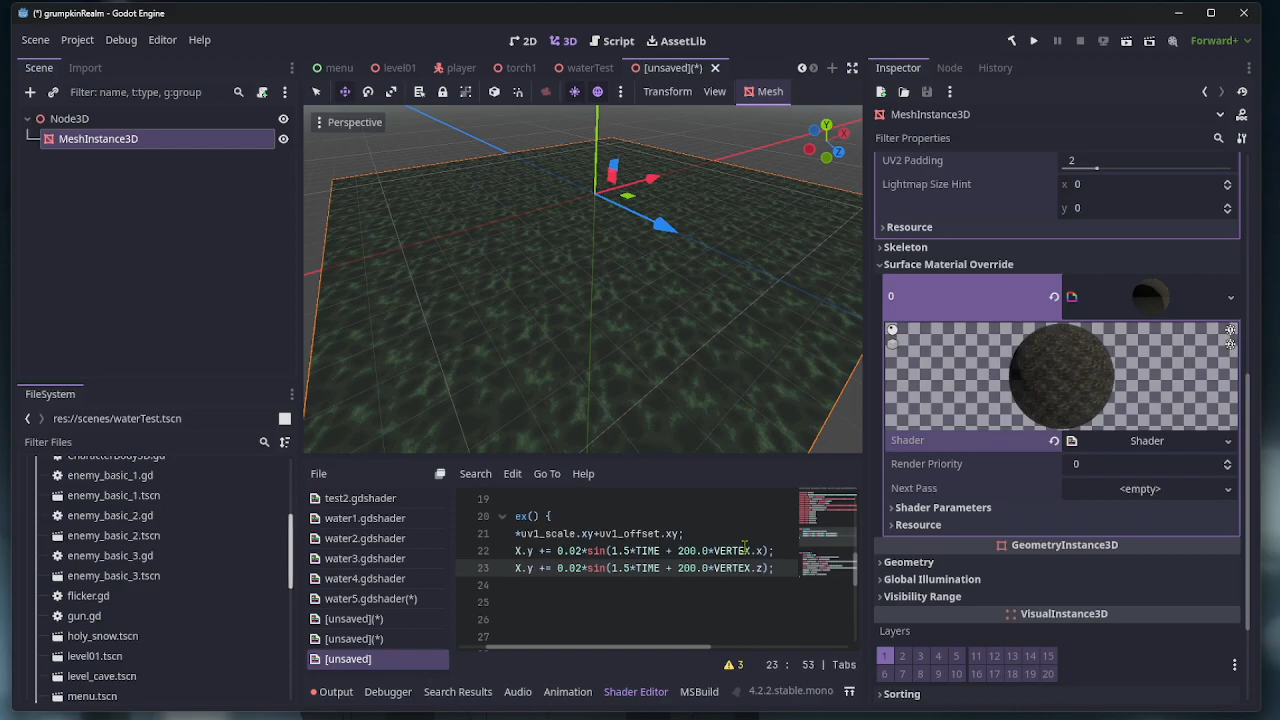 (*) grumpkinRealm - Godot Engine
Scene Project Debug Editor Help
2D 3D Script AssetLib
Forward+
Scene Import
menu level01 player torch1 waterTest [unsaved](*)
Inspector Node History
Filter: name, t:type, g:group
Transform View Mesh
Node3D
MeshInstance3D
Perspective
Y
X
Z
MeshInstance3D
Filter Properties
UV2 Padding 2
Lightmap Size Hint x 0
y 0
Resource
Skeleton
Surface Material Override
0
Shader Shader
Render Priority 0
Next Pass <empty>
Shader Parameters
Resource
GeometryInstance3D
Geometry
Global Illumination
Visibility Range
VisualInstance3D
Layers
1 2 3 4 5 11 12 13 14 15
6 7 8 9 10 16 17 18 19 20
Sorting
FileSystem
res://scenes/waterTest.tscn
Filter Files
CharacterBody3D.gd
enemy_basic_1.gd
enemy_basic_1.tscn
enemy_basic_2.gd
enemy_basic_2.tscn
enemy_basic_3.gd
enemy_basic_3.tscn
flicker.gd
gun.gd
holy_snow.tscn
level01.tscn
level_cave.tscn
menu.tscn
File Search Edit Go To Help
test2.gdshader
water1.gdshader
water2.gdshader
water3.gdshader
water4.gdshader
water5.gdshader(*)
[unsaved](*)
[unsaved](*)
[unsaved]
19
20 ex() {
21 *uv1_scale.xy+uv1_offset.xy;
22 X.y += 0.02*sin(1.5*TIME + 200.0*VERTEX.x);
23 X.y += 0.02*sin(1.5*TIME + 200.0*VERTEX.z);
24
25
26
27
3 23 : 53 | Tabs
Output Debugger Search Results Audio Animation Shader Editor MSBuild 4.2.2.stable.mono